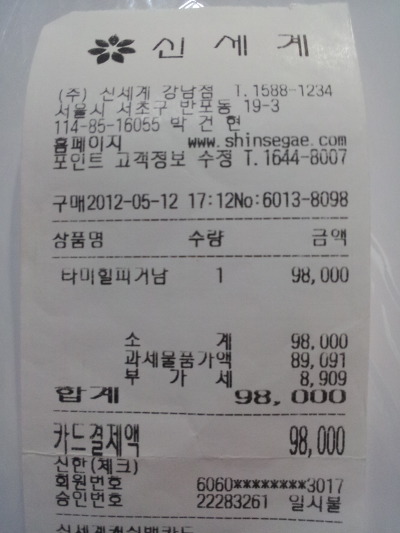 신세계
(주) 신세계 강남점 T.1588-1234
서울시 서초구 반포동 19-3
114-85-16055 박 건 현
홈페이지 www.shinsegae.com
포인트 고객정보 수정 T.1644-8007
구매2012-05-12 17:12No:6013-8098
상품명 수량 금액
타미힐피거남 1 98,000
소 계 98,000
과세물품가액 89,091
부 가 세 8,909
합계 98,000
카드결제액 98,000
신한(체크)
회원번호 6060********3017
승인번호 22283261 일시불